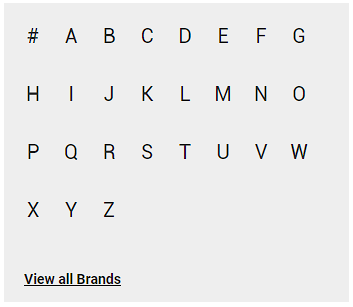 # A B C D E F G
H I J K L M N O
P Q R S T U V W
X Y Z
View all Brands